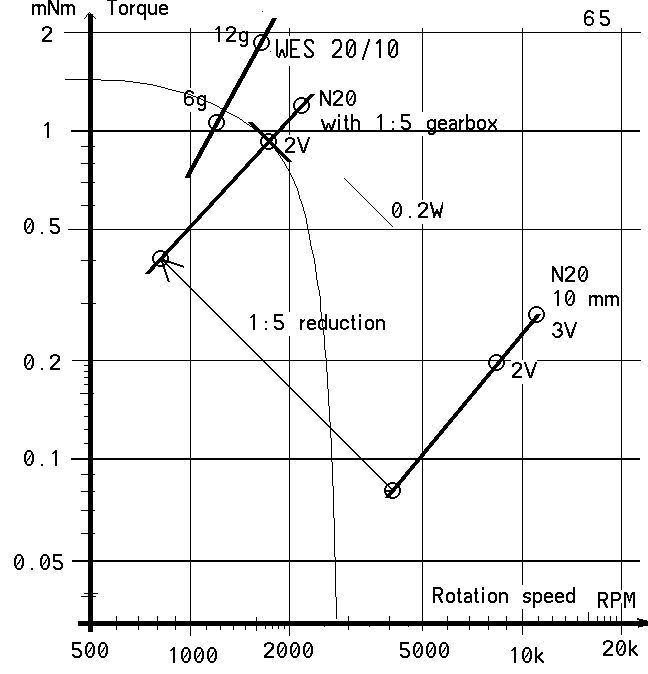 mNm Torque
65
2
12g WES 20/10
6g N20
with 1:5 gearbox
1
2V
0.5
0.2W
N20
10 mm
1:5 reduction
3V
0.2
2V
0.1
0.05
Rotation speed RPM
500 1000 2000 5000 10k 20k